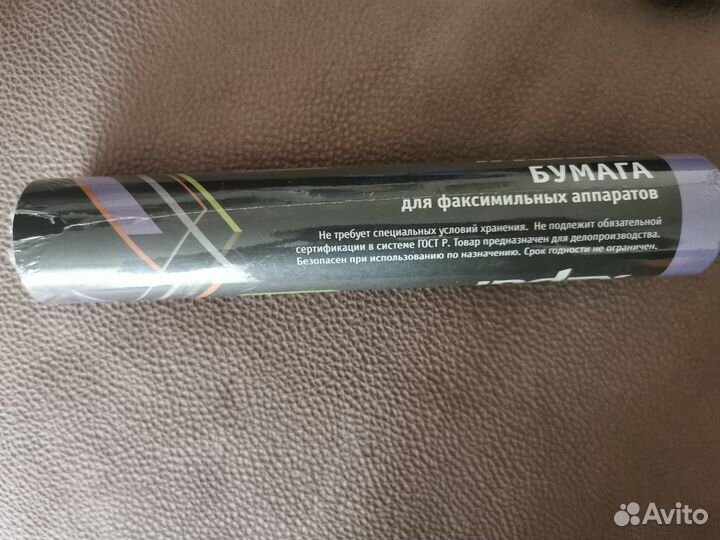 БУМАГА
для факсимильных аппаратов
Не требует специальных условий хранения. Не подлежит обязательной
сертификации в системе ГОСТ Р. Товар предназначен для делопроизводства.
Безопасен при использовании по назначению. Срок годности не ограничен.
Avito